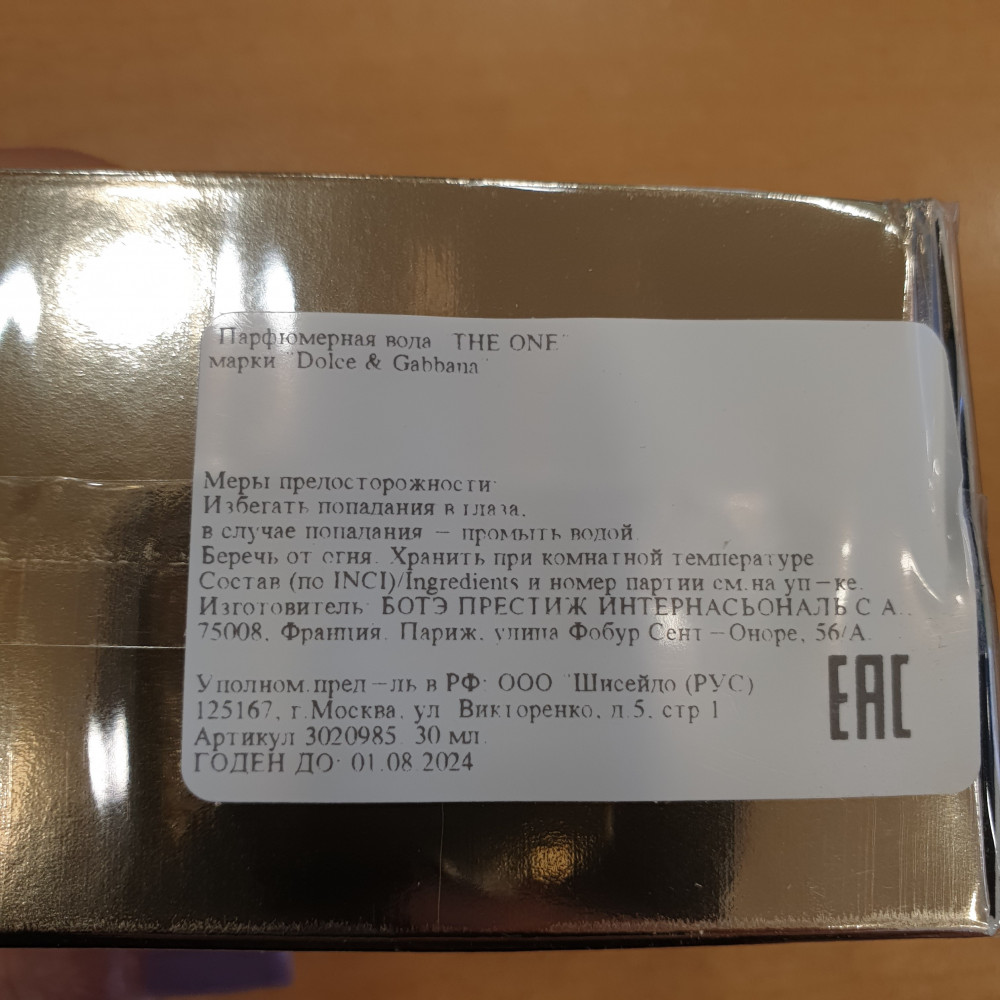 Парфюмерная вода "THE ONE"
марки "Dolce & Gabbana"
Меры предосторожности:
Избегать попадания в глаза,
в случае попадания – промыть водой.
Беречь от огня. Хранить при комнатной температуре.
Состав (по INCI)/Ingredients и номер партии см.на уп–ке.
Изготовитель: БОТЭ ПРЕСТИЖ ИНТЕРНАСЬОНАЛЬ С.А.,
75008, Франция, Париж, улица Фобур Сент–Оноре, 56/А.
Уполном.пред–ль в РФ: ООО "Шисейдо (РУС)
125167, г.Москва, ул. Викторенко, д.5, стр 1
EAC
Артикул 3020985 30 мл.
ГОДЕН ДО: 01.08.2024